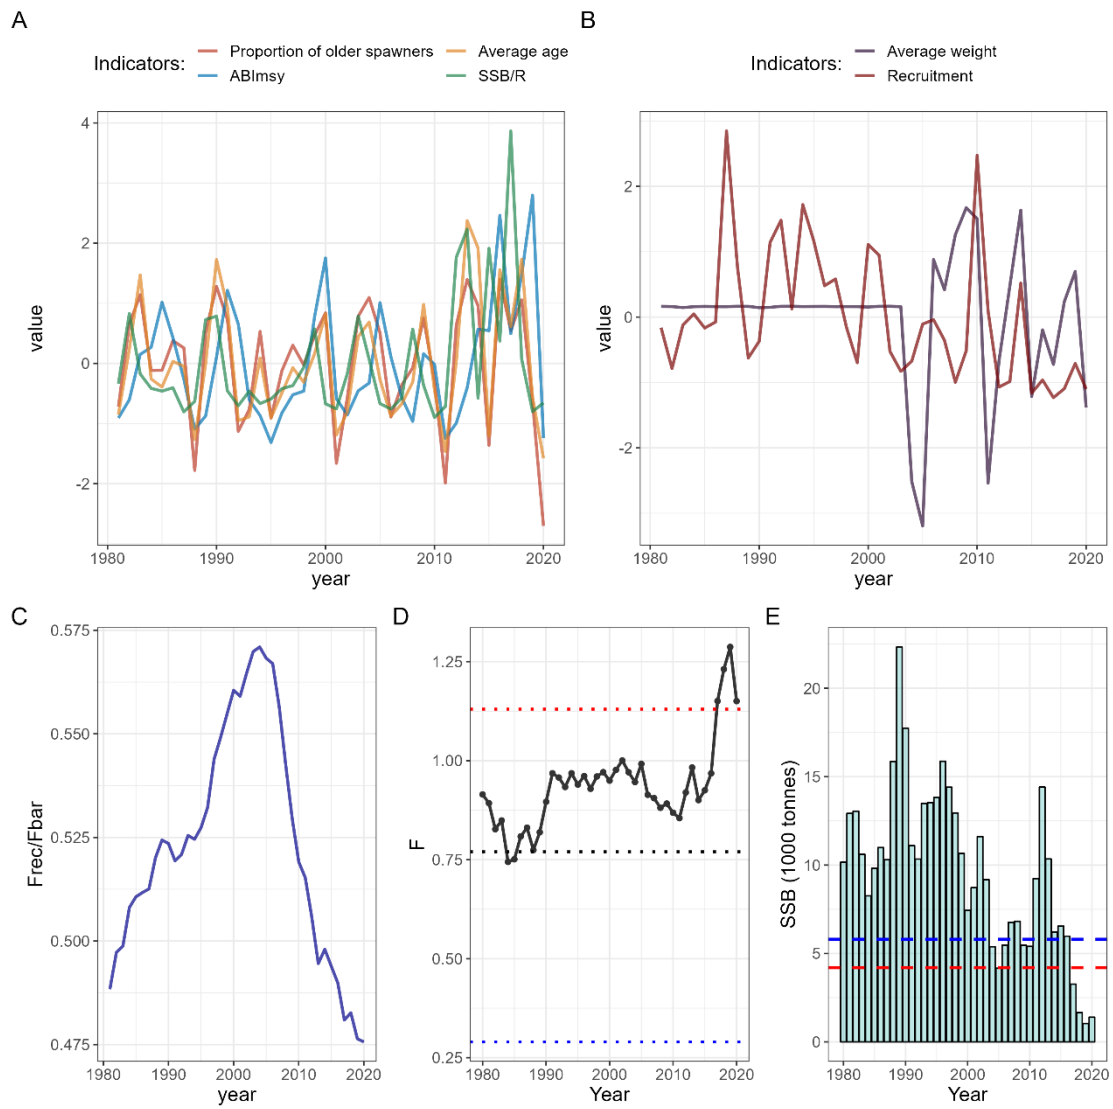 A
Indicators:
Proportion of older spawners
Average age
ABImsy
SSB/R
4
2
0
-2
value
1980
1990
2000
2010
2020
year
B
Indicators:
Average weight
Recruitment
2
0
-2
value
1980
1990
2000
2010
2020
year
C
0.575
0.550
0.525
0.500
0.475
Frec/Fbar
1980
1990
2000
2010
2020
year
D
1.25
1.00
0.75
0.50
0.25
F
1980
1990
2000
2010
2020
Year
E
20
15
10
5
0
SSB (1000 tonnes)
1980
1990
2000
2010
2020
Year